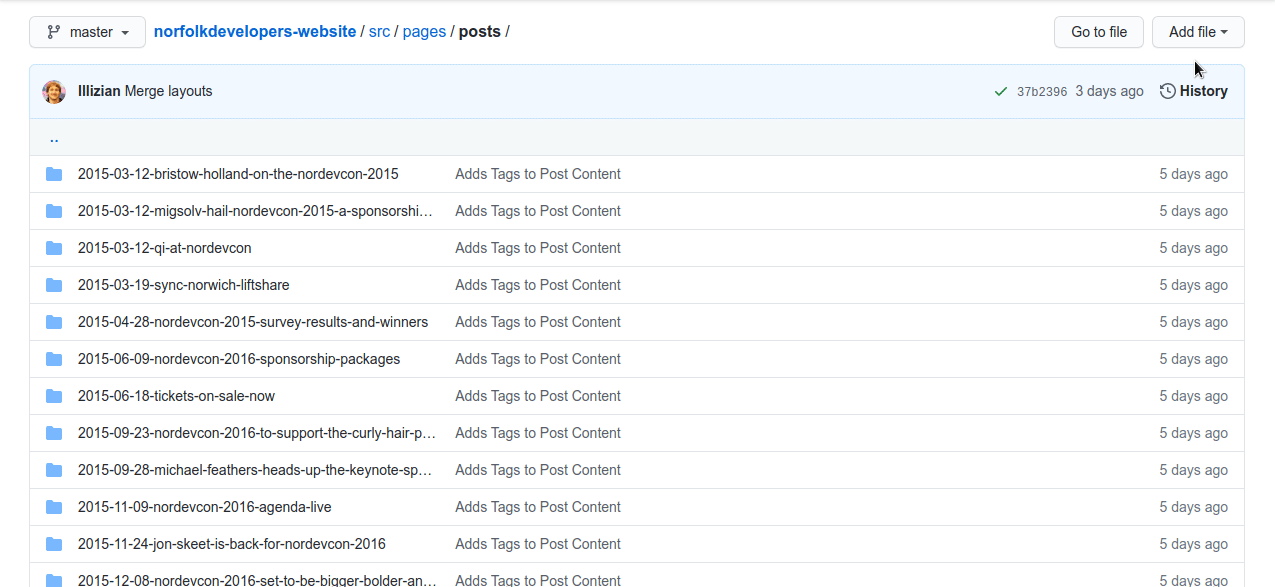 master norfolkdevelopers-website / src / pages / posts / Go to file Add file
Illizian Merge layouts 37b2396 3 days ago History
..
2015-03-12-bristow-holland-on-the-nordevcon-2015 Adds Tags to Post Content 5 days ago
2015-03-12-migsolv-hail-nordevcon-2015-a-sponsorshi… Adds Tags to Post Content 5 days ago
2015-03-12-qi-at-nordevcon Adds Tags to Post Content 5 days ago
2015-03-19-sync-norwich-liftshare Adds Tags to Post Content 5 days ago
2015-04-28-nordevcon-2015-survey-results-and-winners Adds Tags to Post Content 5 days ago
2015-06-09-nordevcon-2016-sponsorship-packages Adds Tags to Post Content 5 days ago
2015-06-18-tickets-on-sale-now Adds Tags to Post Content 5 days ago
2015-09-23-nordevcon-2016-to-support-the-curly-hair-p… Adds Tags to Post Content 5 days ago
2015-09-28-michael-feathers-heads-up-the-keynote-sp… Adds Tags to Post Content 5 days ago
2015-11-09-nordevcon-2016-agenda-live Adds Tags to Post Content 5 days ago
2015-11-24-jon-skeet-is-back-for-nordevcon-2016 Adds Tags to Post Content 5 days ago
2015-12-08-nordevcon-2016-set-to-be-bigger-bolder-an… Adds Tags to Post Content 5 days ago